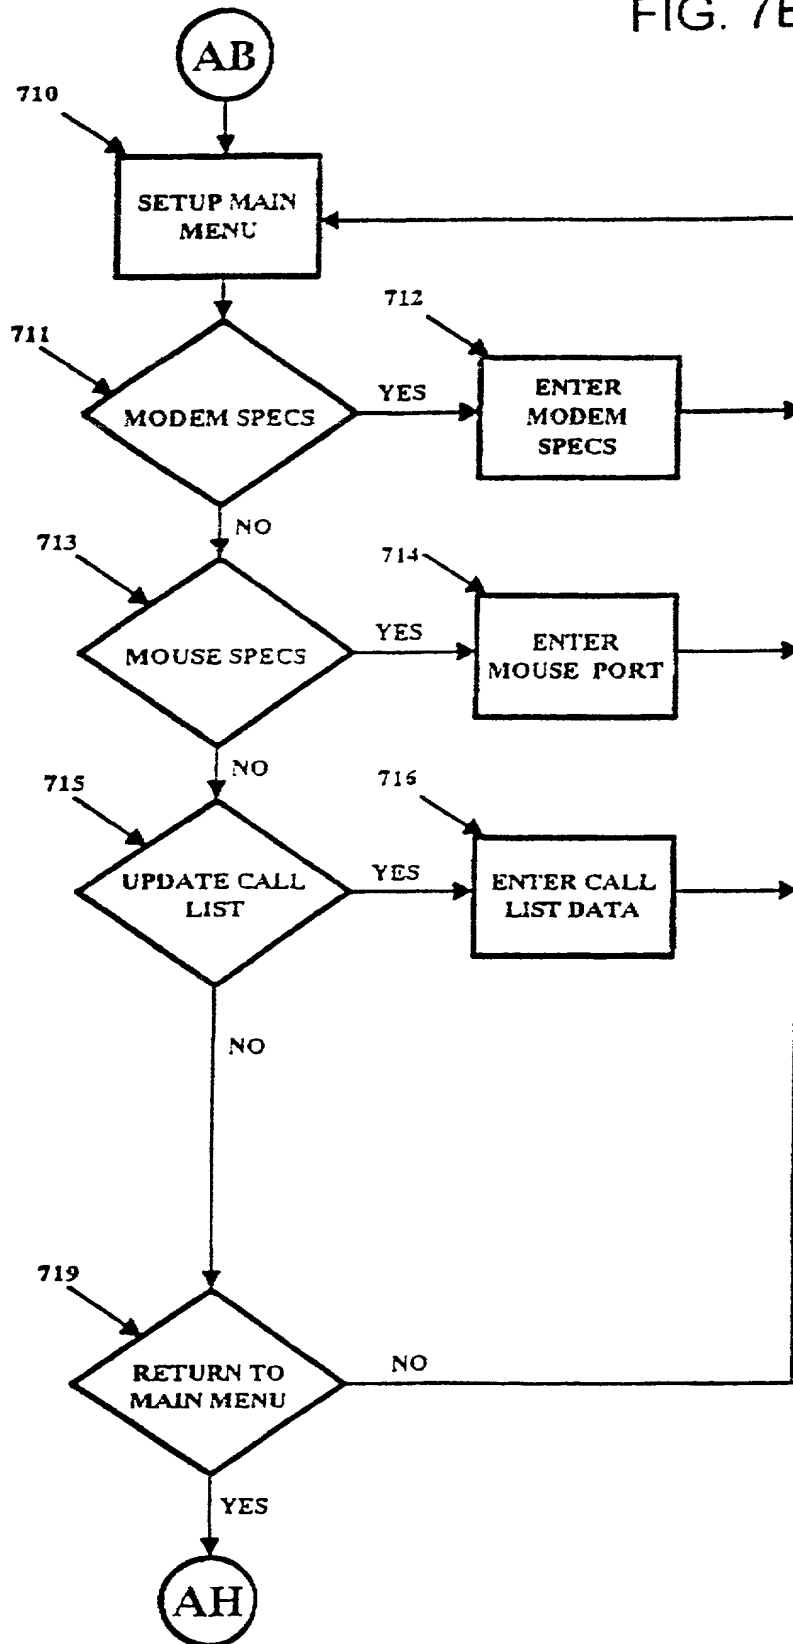 FIG. 7B
AB
710
SETUP MAIN
MENU
711
MODEM SPECS
YES
712
ENTER
MODEM
SPECS
NO
713
MOUSE SPECS
YES
714
ENTER
MOUSE PORT
NO
715
UPDATE CALL
LIST
YES
716
ENTER CALL
LIST DATA
NO
719
RETURN TO
MAIN MENU
NO
YES
AH